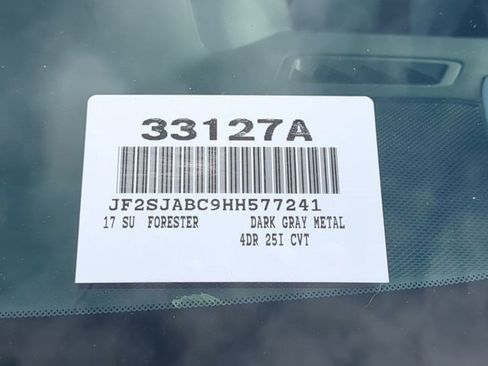 33127A
JF2SJABC9HH577241
17 SU FORESTER DARK GRAY METAL
4DR 25I CVT